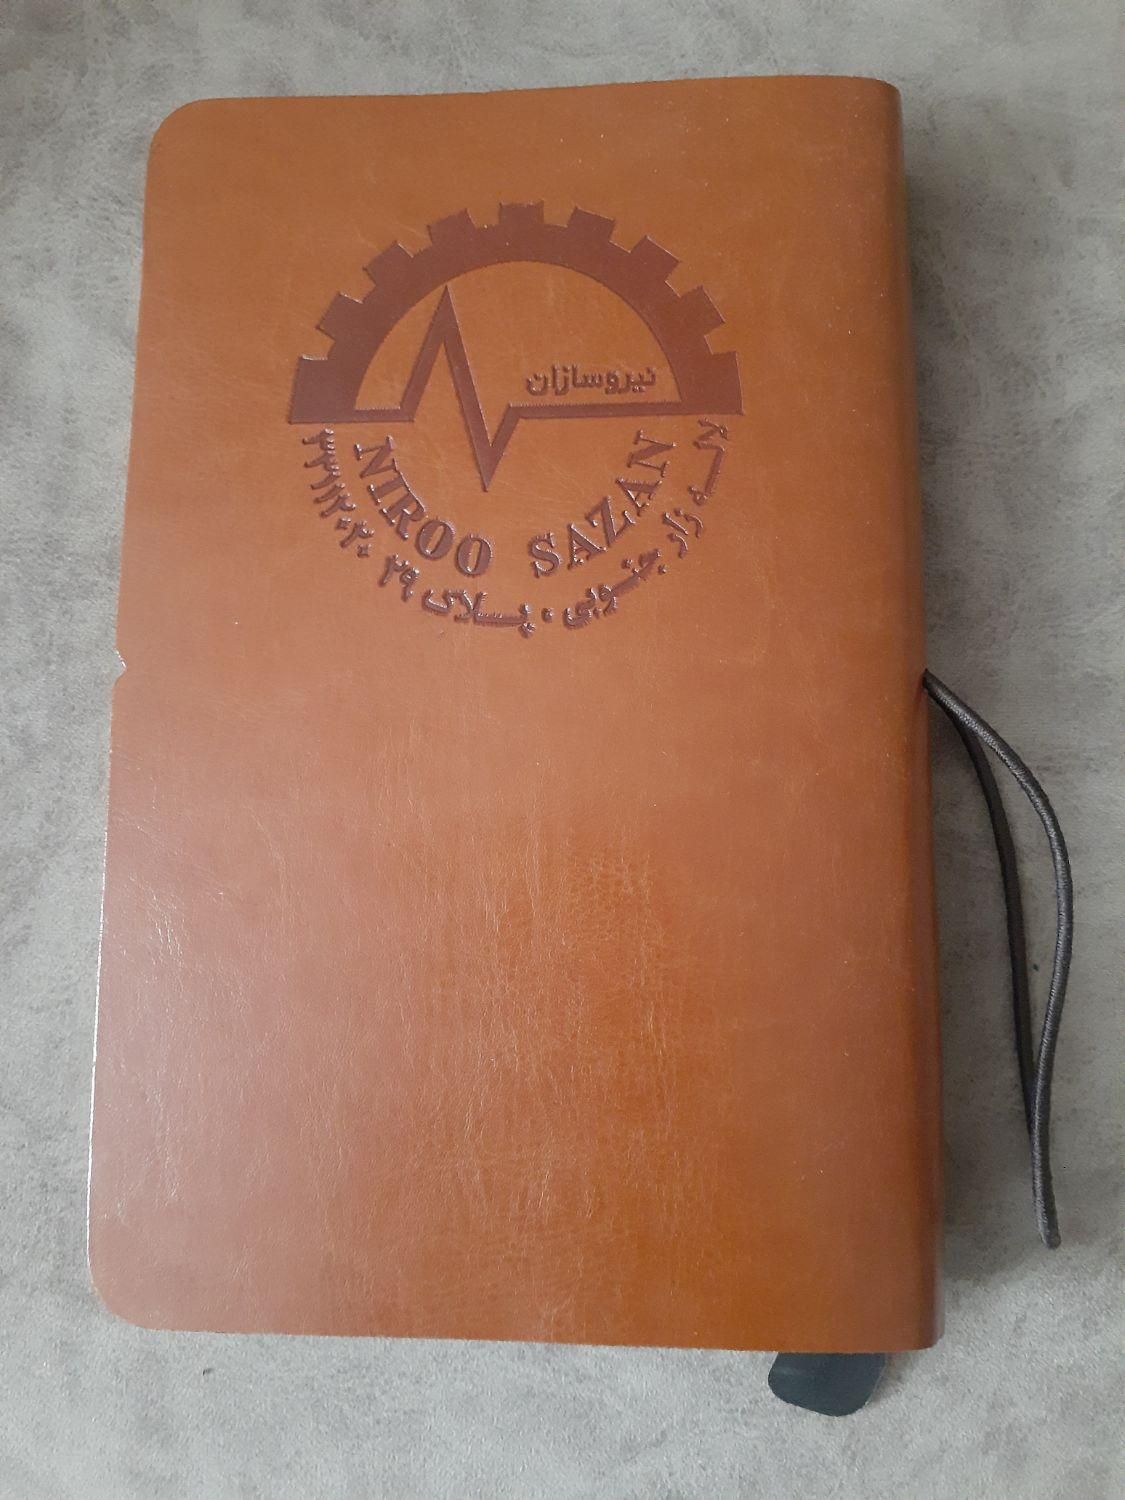 نیروسازان
NIROO SAZAN
لاله زار جنوبی . پلاک ۲۹